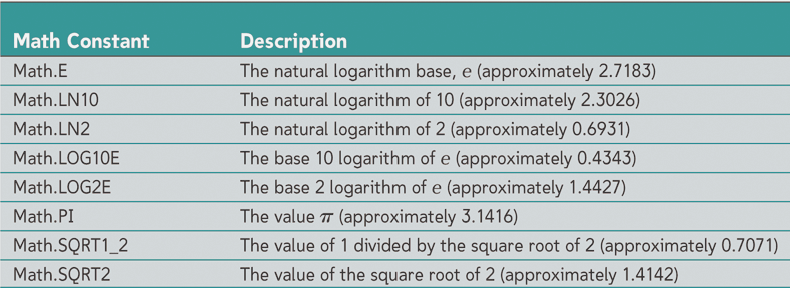 Math Constant Description
Math.E The natural logarithm base, e (approximately 2.7183)
Math.LN10 The natural logarithm of 10 (approximately 2.3026)
Math.LN2 The natural logarithm of 2 (approximately 0.6931)
Math.LOG10E The base 10 logarithm of e (approximately 0.4343)
Math.LOG2E The base 2 logarithm of e (approximately 1.4427)
Math.PI The value π (approximately 3.1416)
Math.SQRT1_2 The value of 1 divided by the square root of 2 (approximately 0.7071)
Math.SQRT2 The value of the square root of 2 (approximately 1.4142)